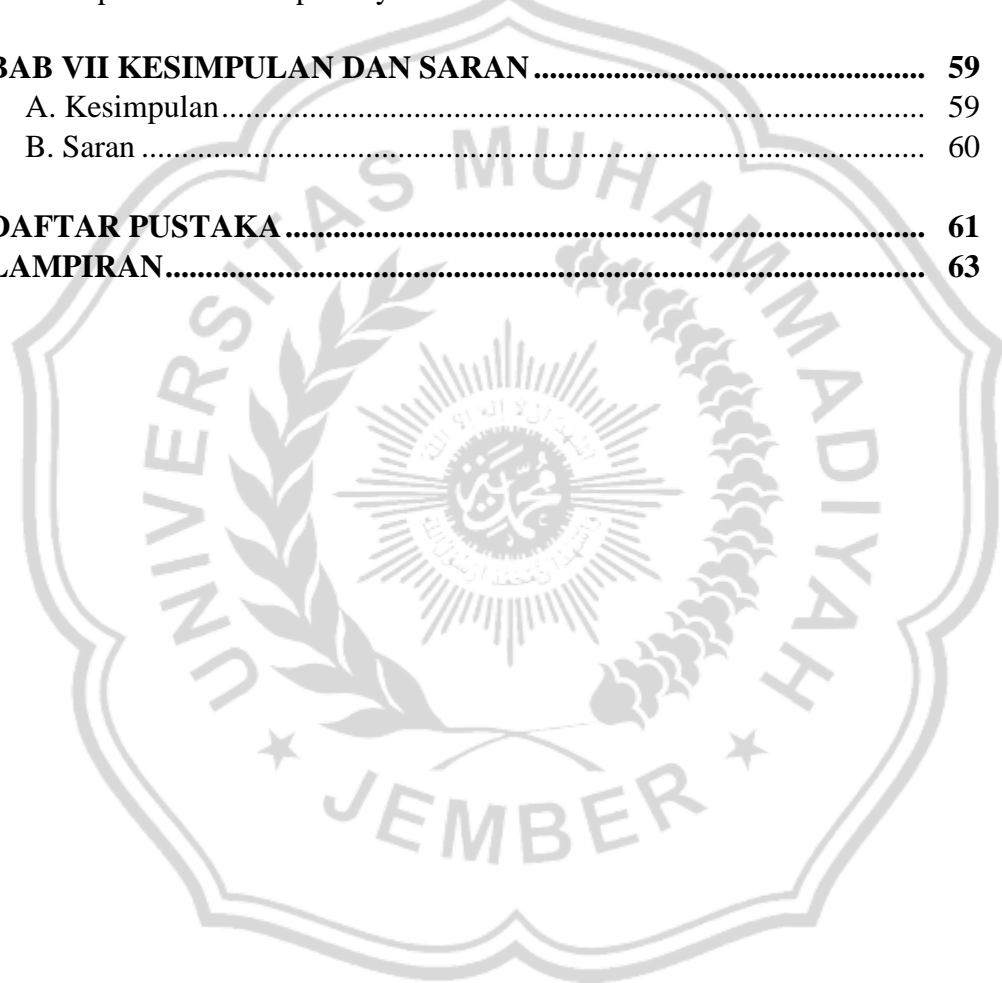 BAB VII KESIMPULAN DAN SARAN................................................ 59
A. Kesimpulan....................................................................................... 59
B. Saran ................................................................................................. 60
DAFTAR PUSTAKA............................................................................... 61
LAMPIRAN.............................................................................................. 63
UNIVERSITAS MUHAMMADIYAH
JEMBER